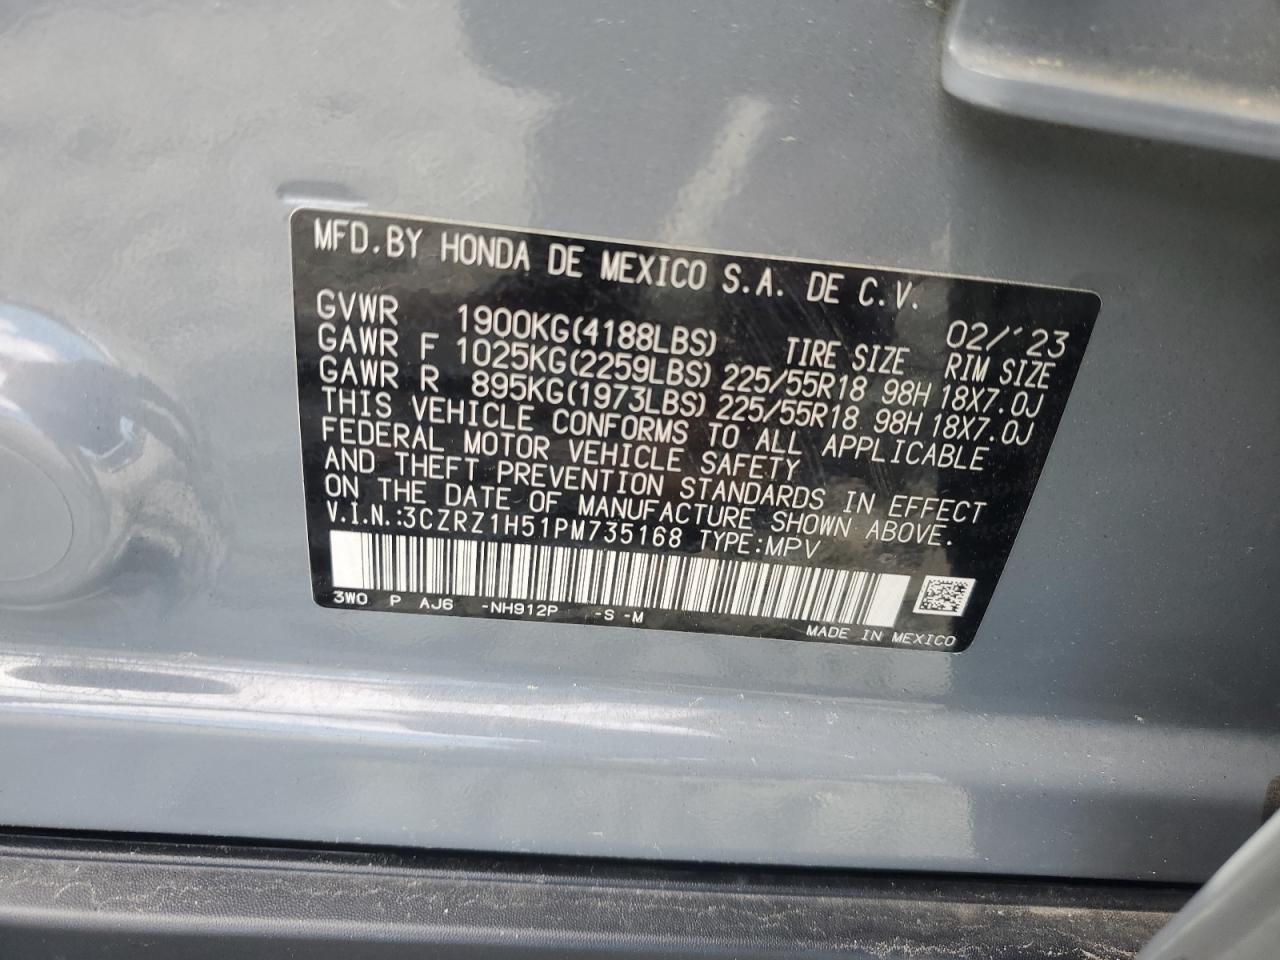 MFD.BY HONDA DE MEXICO S.A. DE C.V.
02/'23
GVWR 1900KG(4188LBS) TIRE SIZE RIM SIZE
GAWR F 1025KG(2259LBS) 225/55R18 98H 18X7.0J
GAWR R 895KG(1973LBS) 225/55R18 98H 18X7.0J
THIS VEHICLE CONFORMS TO ALL APPLICABLE
FEDERAL MOTOR VEHICLE SAFETY
AND THEFT PREVENTION STANDARDS IN EFFECT
ON THE DATE OF MANUFACTURE SHOWN ABOVE.
V.I.N.:3CZRZ1H51PM735168 TYPE:MPV
3W0 P AJ6 -NH912P -S -M
MADE IN MEXICO